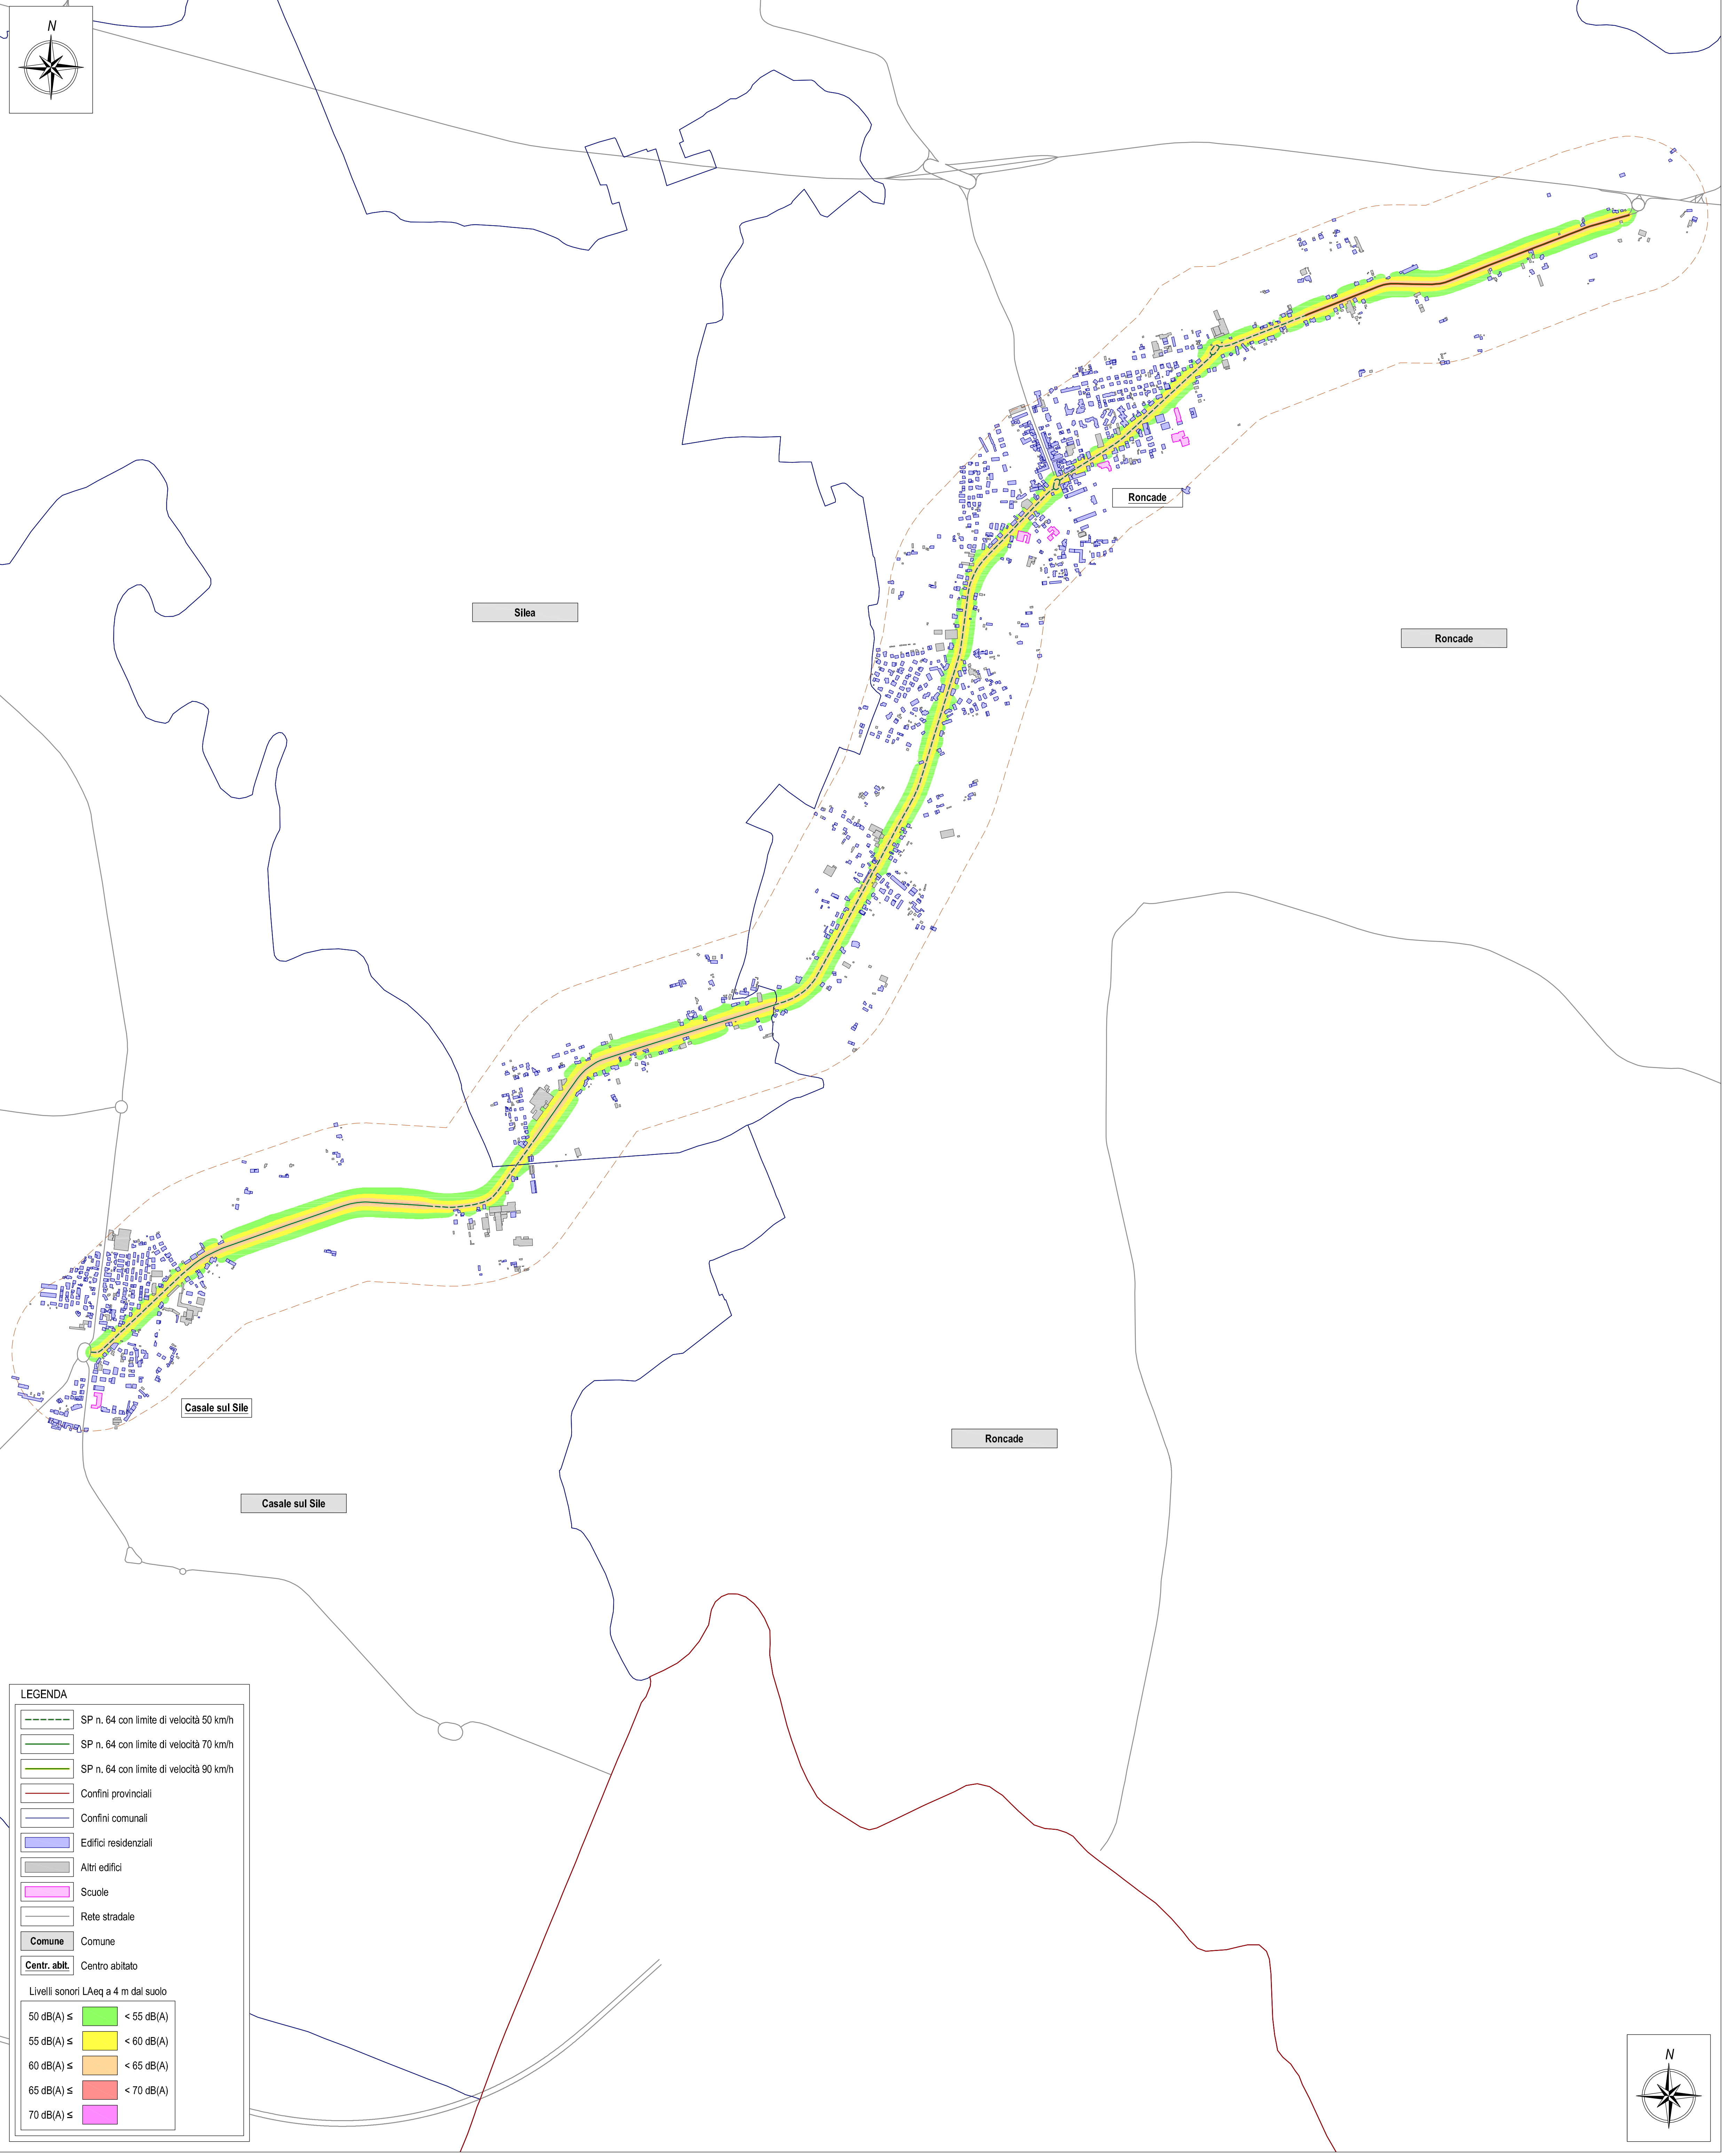 N
Silea
Roncade
Roncade
Casale sul Sile
Roncade
Casale sul Sile
LEGENDA
SP n. 64 con limite di velocità 50 km/h
SP n. 64 con limite di velocità 70 km/h
SP n. 64 con limite di velocità 90 km/h
Confini provinciali
Confini comunali
Edifici residenziali
Altri edifici
Scuole
Rete stradale
Comune Comune
Centr. abit. Centro abitato
Livelli sonori LAeq a 4 m dal suolo
50 dB(A) ≤ < 55 dB(A)
55 dB(A) ≤ < 60 dB(A)
60 dB(A) ≤ < 65 dB(A)
65 dB(A) ≤ < 70 dB(A)
70 dB(A) ≤
N